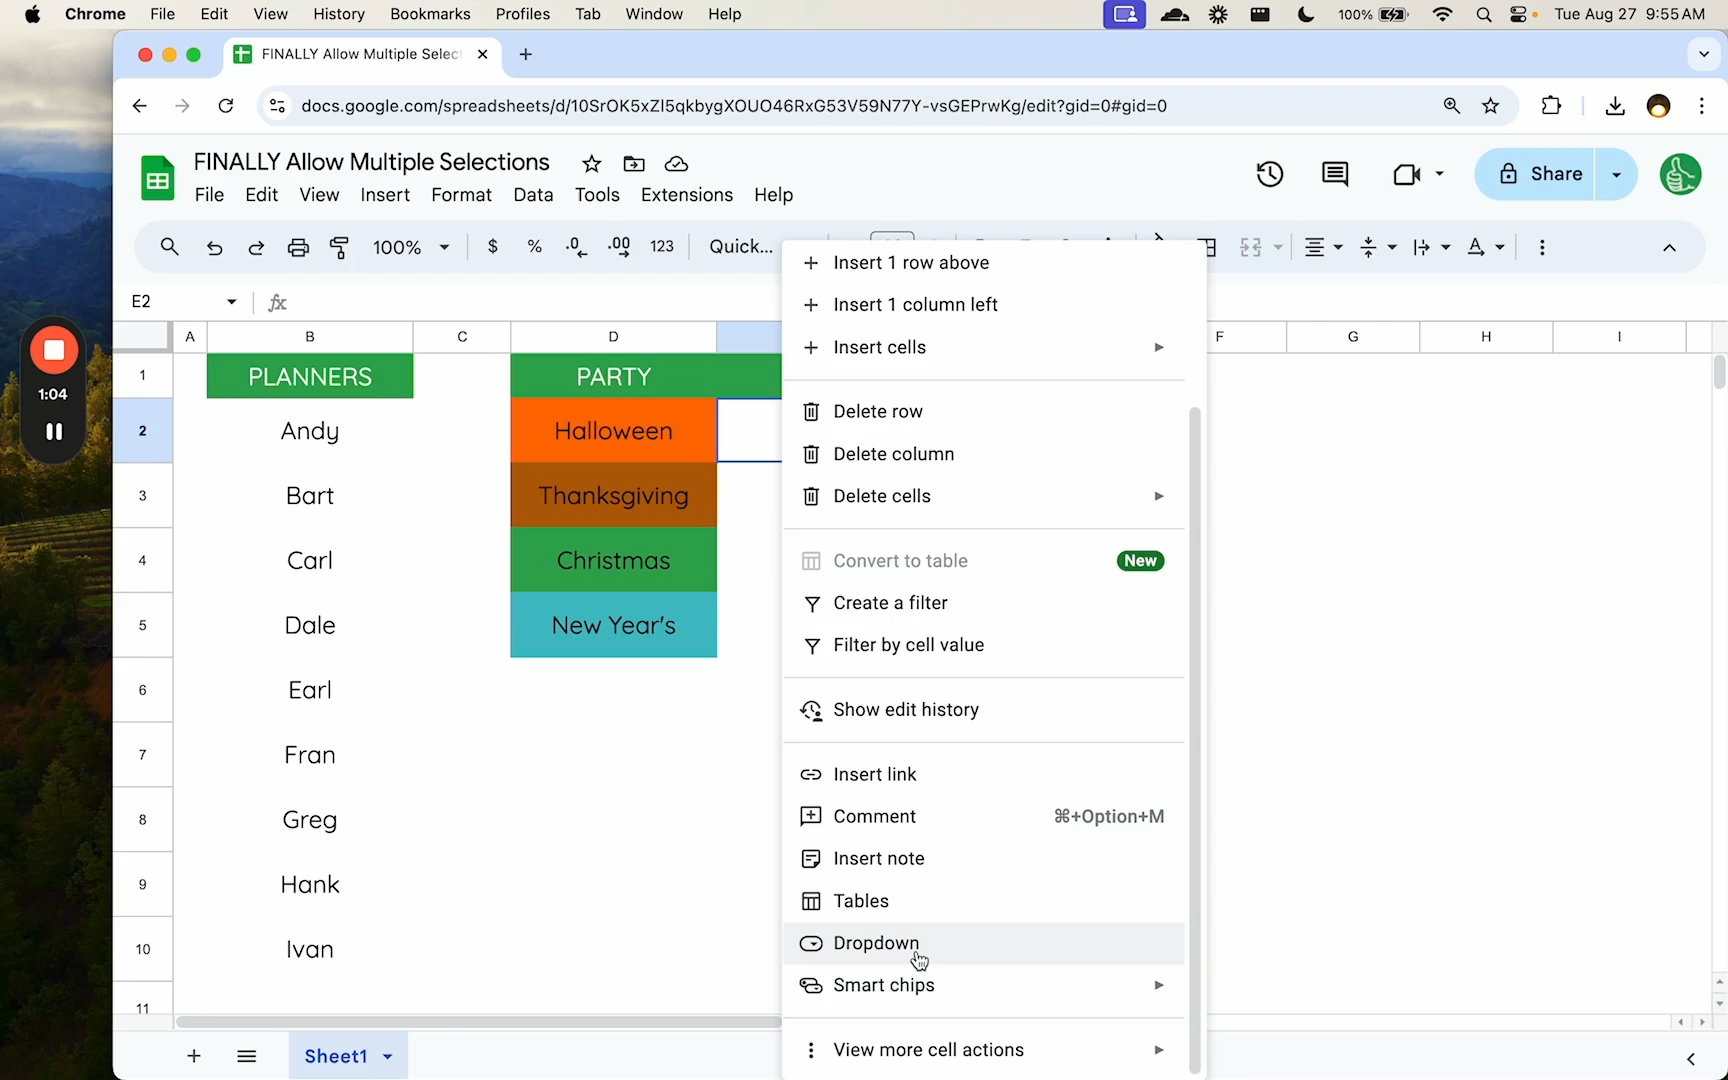 Chrome File Edit View History Bookmarks Profiles Tab Window Help 100% Tue Aug 27 9:55 AM
FINALLY Allow Multiple Selec
docs.google.com/spreadsheets/d/10SrOK5xZI5qkbygXOUO46RxG53V59N77Y-vsGEPrwKg/edit?gid=0#gid=0
FINALLY Allow Multiple Selections
Share
File Edit View Insert Format Data Tools Extensions Help
100% $ % .0 .00 123 Quick...
E2 fx
A B C D F G H I
1 PLANNERS PARTY
2 Andy Halloween
3 Bart Thanksgiving
4 Carl Christmas
5 Dale New Year's
6 Earl
7 Fran
8 Greg
9 Hank
10 Ivan
11
1:04
Insert 1 row above
Insert 1 column left
Insert cells
Delete row
Delete column
Delete cells
Convert to table New
Create a filter
Filter by cell value
Show edit history
Insert link
Comment ⌘+Option+M
Insert note
Tables
Dropdown
Smart chips
View more cell actions
Sheet1